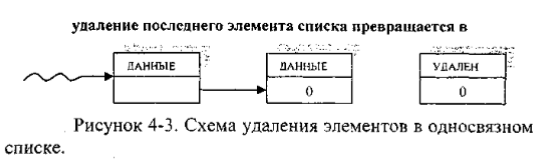 удаление последнего элемента списка превращается в
ДАННЫЕ ДАННЫЕ УДАЛЕН
0 0
Рисунок 4-3. Схема удаления элементов в односвязном
списке.